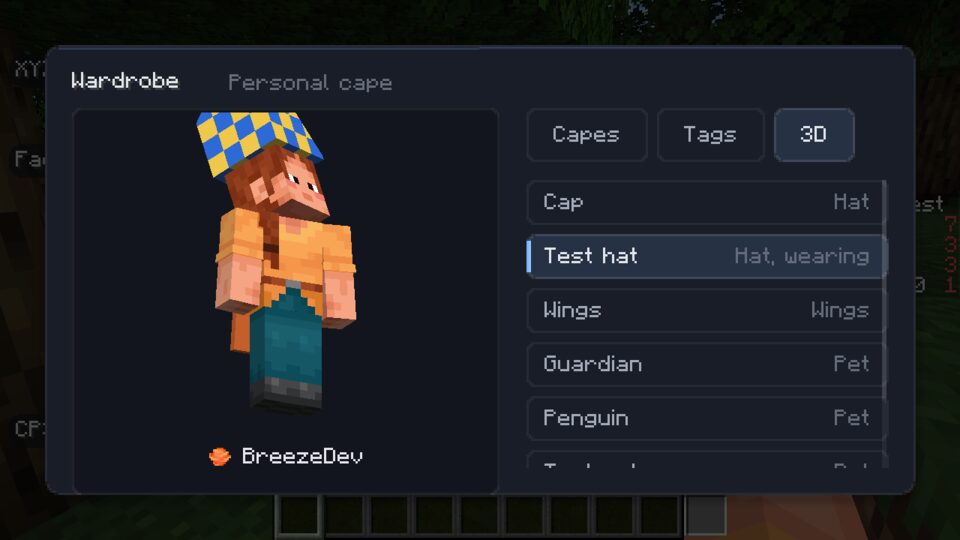 Wardrobe Personal cape
Capes Tags 3D
Cap Hat
Test hat Hat, wearing
Wings Wings
Guardian Pet
Penguin Pet
BreezeDev